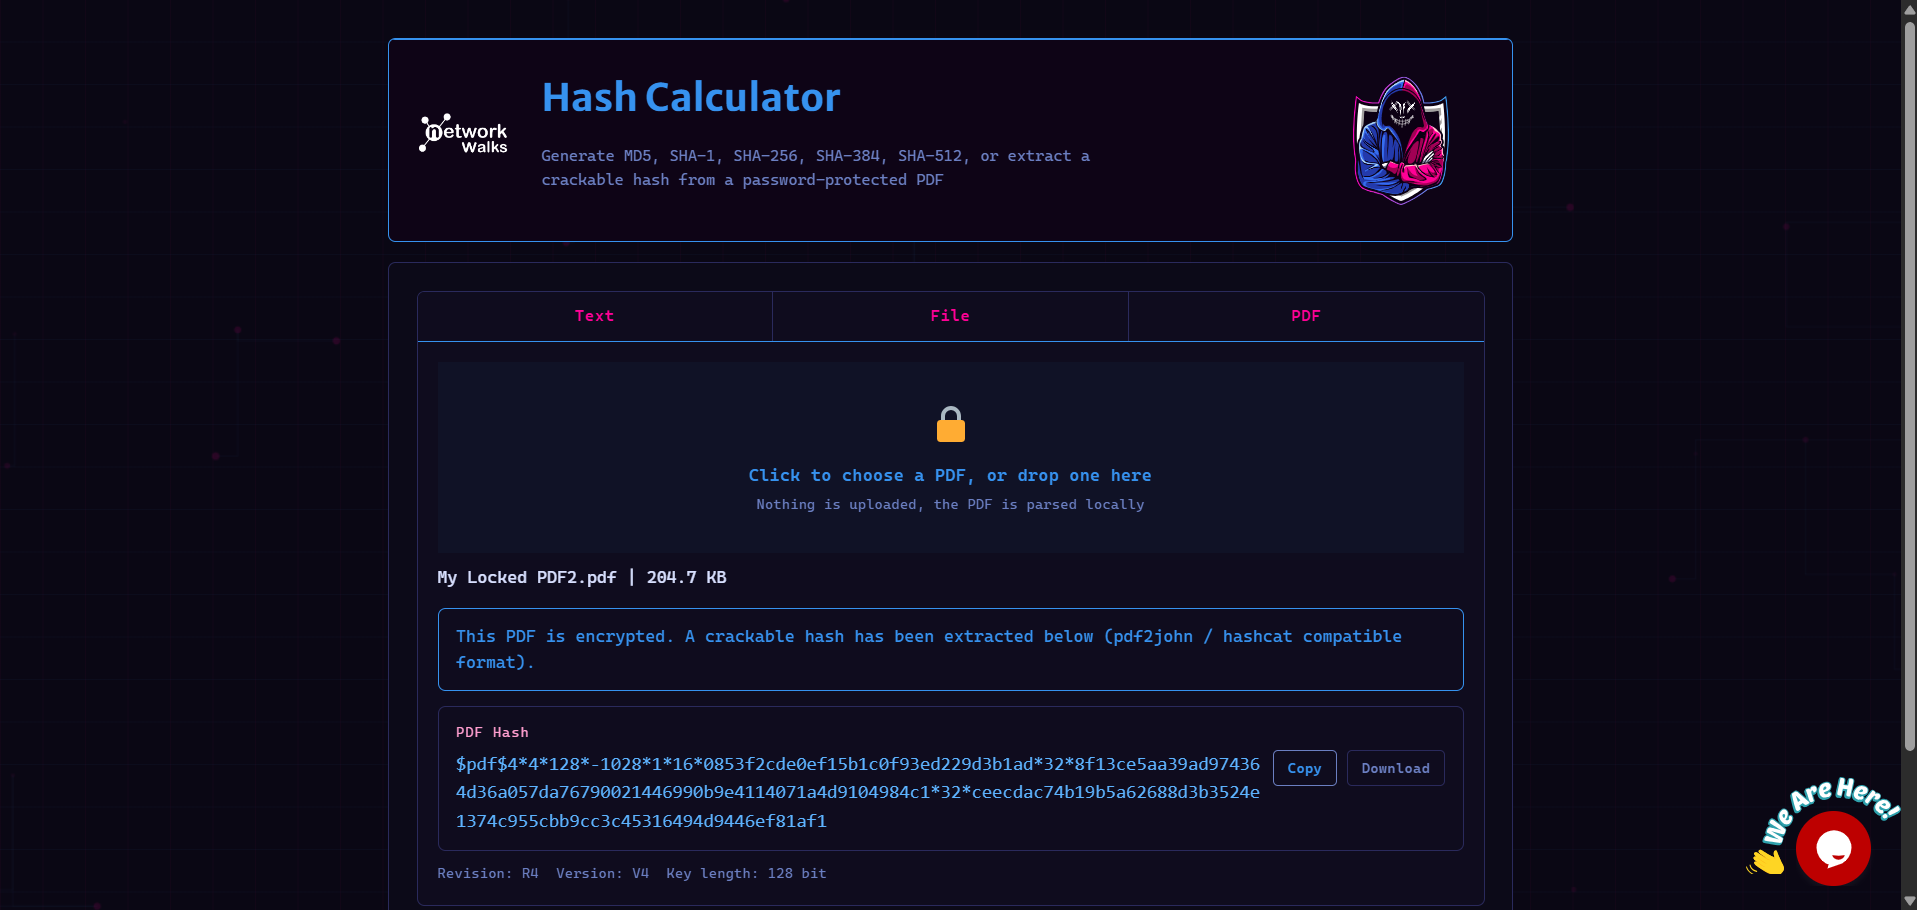 network
Walks
Hash Calculator
Generate MD5, SHA-1, SHA-256, SHA-384, SHA-512, or extract a
crackable hash from a password-protected PDF
Text
File
PDF
Click to choose a PDF, or drop one here
Nothing is uploaded, the PDF is parsed locally
My Locked PDF2.pdf | 204.7 KB
This PDF is encrypted. A crackable hash has been extracted below (pdf2john / hashcat compatible
format).
PDF Hash
$pdf$4*4*128*-1028*1*16*0853f2cde0ef15b1c0f93ed229d3b1ad*32*8f13ce5aa39ad97436
4d36a057da76790021446990b9e4114071a4d9104984c1*32*ceecdac74b19b5a62688d3b3524e
1374c955cbb9cc3c45316494d9446ef81af1
Copy
Download
Revision: R4 Version: V4 Key length: 128 bit
We Are Here!